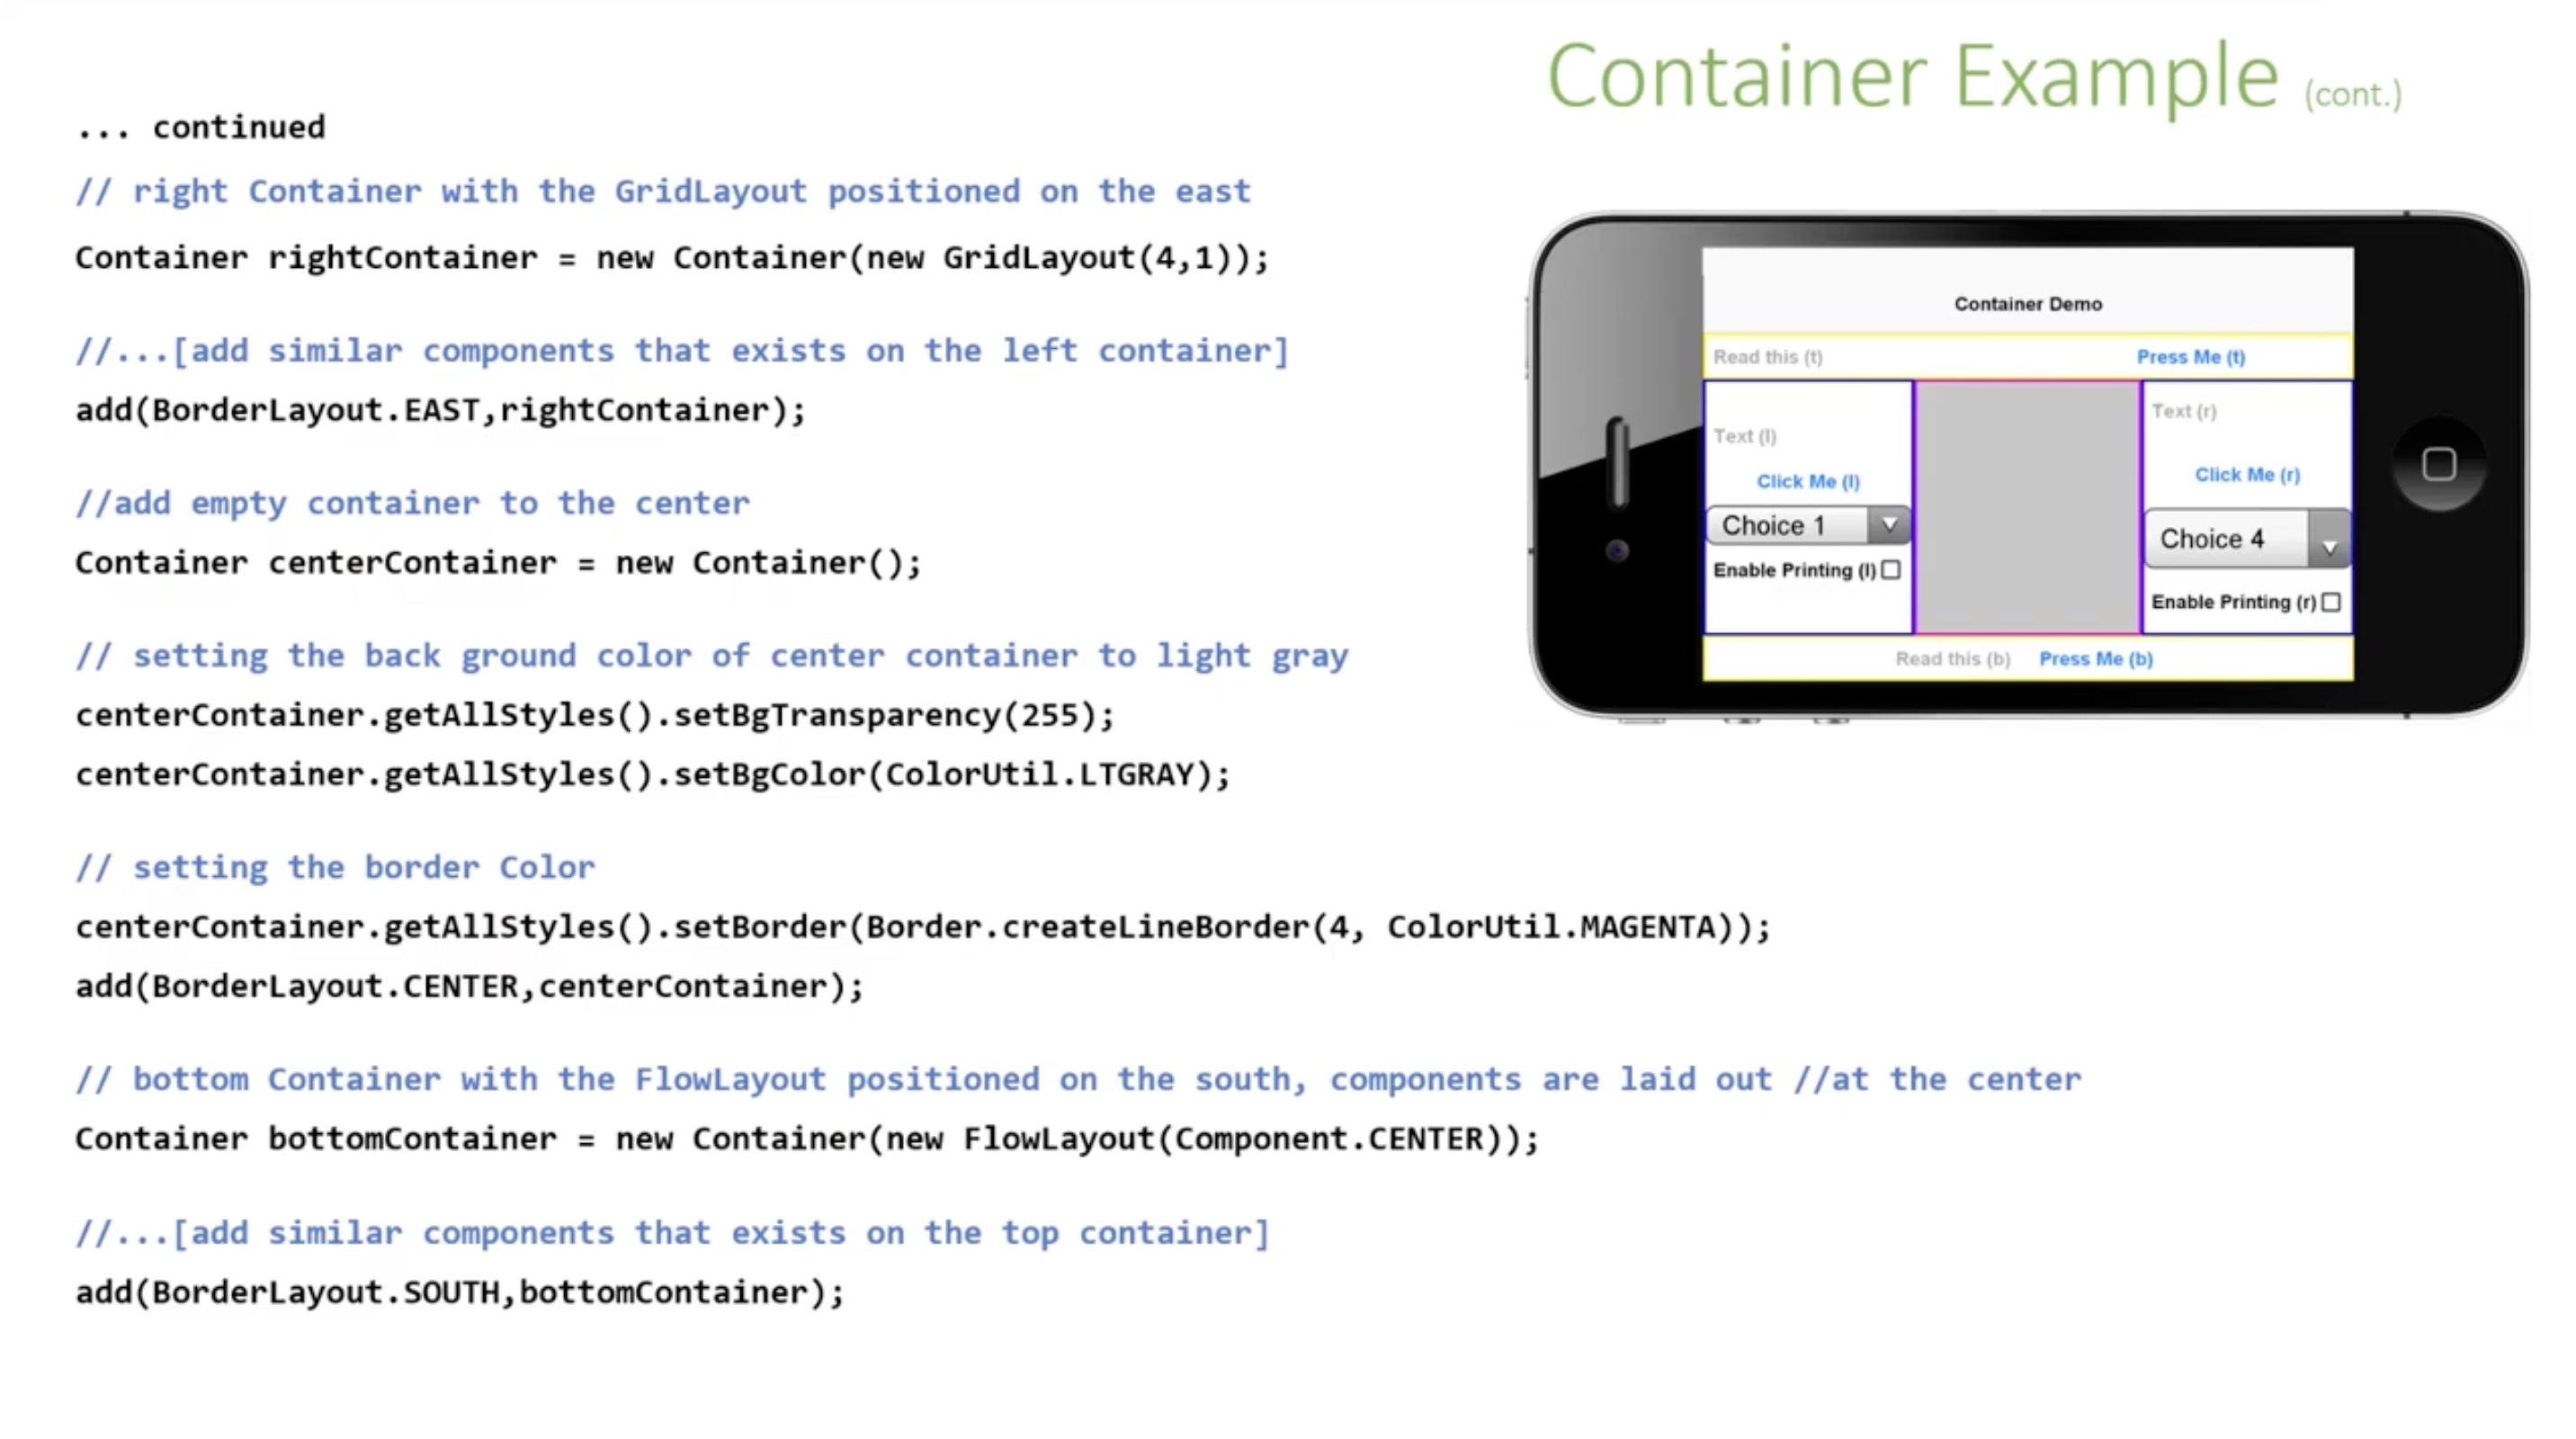 Container Example (cont.)
... continued
// right Container with the GridLayout positioned on the east
Container rightContainer = new Container(new GridLayout(4,1));
//...[add similar components that exists on the left container]
add(BorderLayout.EAST,rightContainer);
//add empty container to the center
Container centerContainer = new Container();
// setting the back ground color of center container to light gray
centerContainer.getAllStyles().setBgTransparency(255);
centerContainer.getAllStyles().setBgColor(ColorUtil.LTGRAY);
// setting the border Color
centerContainer.getAllStyles().setBorder(Border.createLineBorder(4, ColorUtil.MAGENTA));
add(BorderLayout.CENTER,centerContainer);
// bottom Container with the FlowLayout positioned on the south, components are laid out //at the center
Container bottomContainer = new Container(new FlowLayout(Component.CENTER));
//...[add similar components that exists on the top container]
add(BorderLayout.SOUTH,bottomContainer);
Container Demo
Read this (t) Press Me (t)
Text (l)
Click Me (l)
Choice 1
Enable Printing (l)
Text (r)
Click Me (r)
Choice 4
Enable Printing (r)
Read this (b) Press Me (b)